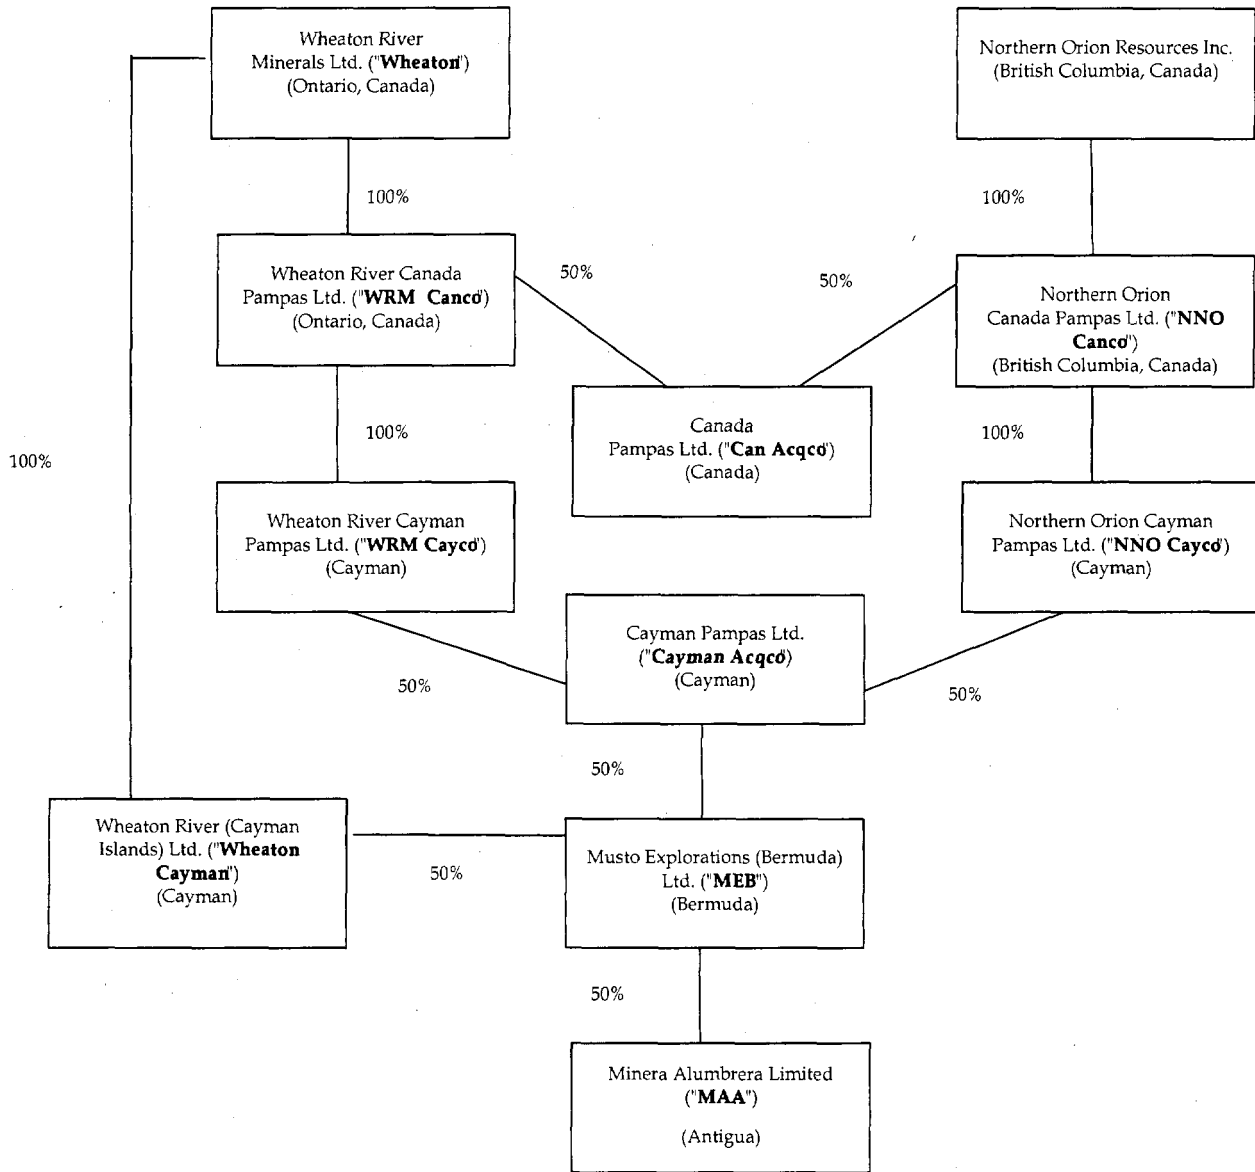 Wheaton River
Minerals Ltd. ("Wheaton")
(Ontario, Canada)
Northern Orion Resources Inc.
(British Columbia, Canada)
100%
100%
Wheaton River Canada
Pampas Ltd. ("WRM Canco")
(Ontario, Canada)
50%
50%
Northern Orion
Canada Pampas Ltd. ("NNO
Canco")
(British Columbia, Canada)
Canada
Pampas Ltd. ("Can Acqco")
(Canada)
100%
100%
100%
Wheaton River Cayman
Pampas Ltd. ("WRM Cayco")
(Cayman)
Northern Orion Cayman
Pampas Ltd. ("NNO Cayco")
(Cayman)
Cayman Pampas Ltd.
("Cayman Acqco")
(Cayman)
50%
50%
50%
Wheaton River (Cayman
Islands) Ltd. ("Wheaton
Cayman")
(Cayman)
50%
Musto Explorations (Bermuda)
Ltd. ("MEB")
(Bermuda)
50%
Minera Alumbrera Limited
("MAA")
(Antigua)